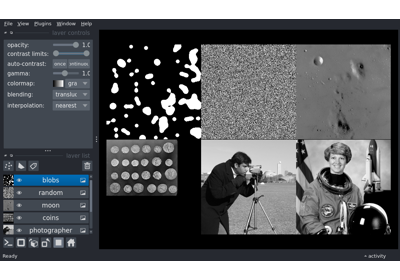 File View Plugins Window Help
layer controls
opacity: 1.0
contrast limits:
auto-contrast: once
gamma: 1.0
colormap: gra
blending: translu
interpolation: nearest
layer list
blobs
random
moon
coins
photographer
Ready
activity